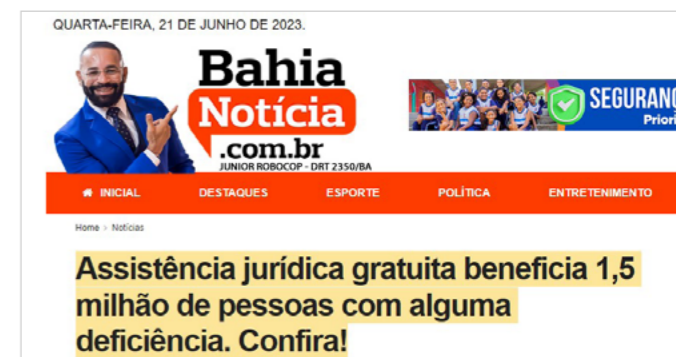 QUARTA-FEIRA, 21 DE JUNHO DE 2023.
Bahia
Notícia
.com.br
JUNIOR ROBOCOP - DRT 2350/BA
Priori
INICIAL DESTAQUES ESPORTE POLÍTICA ENTRETENIMENTO
Home > Notícias
Assistência jurídica gratuita beneficia 1,5
milhão de pessoas com alguma
deficiência. Confira!